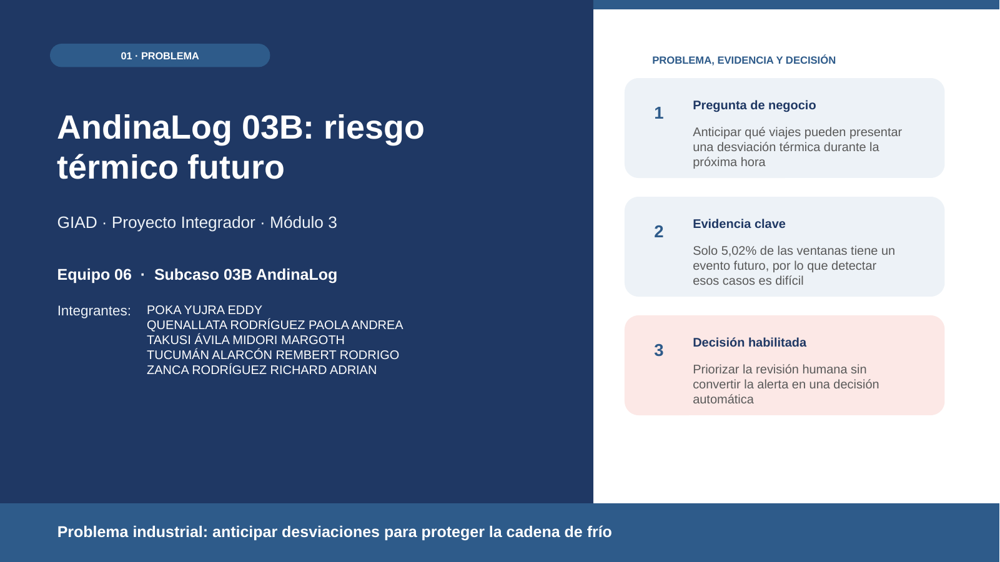 01 · PROBLEMA
AndinaLog 03B: riesgo
térmico futuro
GIAD · Proyecto Integrador · Módulo 3
Equipo 06 · Subcaso 03B AndinaLog
Integrantes: POKA YUJRA EDDY
QUENALLATA RODRÍGUEZ PAOLA ANDREA
TAKUSI ÁVILA MIDORI MARGOTH
TUCUMÁN ALARCÓN REMBERT RODRIGO
ZANCA RODRÍGUEZ RICHARD ADRIAN
PROBLEMA, EVIDENCIA Y DECISIÓN
1
Pregunta de negocio
Anticipar qué viajes pueden presentar
una desviación térmica durante la
próxima hora
2
Evidencia clave
Solo 5,02% de las ventanas tiene un
evento futuro, por lo que detectar
esos casos es difícil
3
Decisión habilitada
Priorizar la revisión humana sin
convertir la alerta en una decisión
automática
Problema industrial: anticipar desviaciones para proteger la cadena de frío